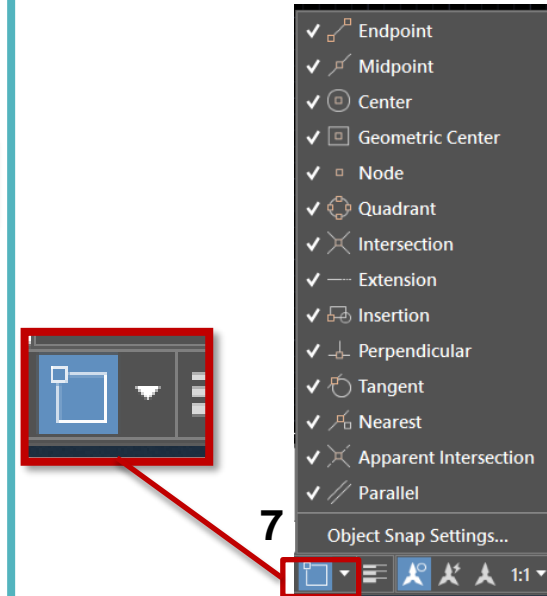 Endpoint
Midpoint
Center
Geometric Center
Node
Quadrant
Intersection
Extension
Insertion
Perpendicular
Tangent
Nearest
Apparent Intersection
Parallel
7
Object Snap Settings...
1:1